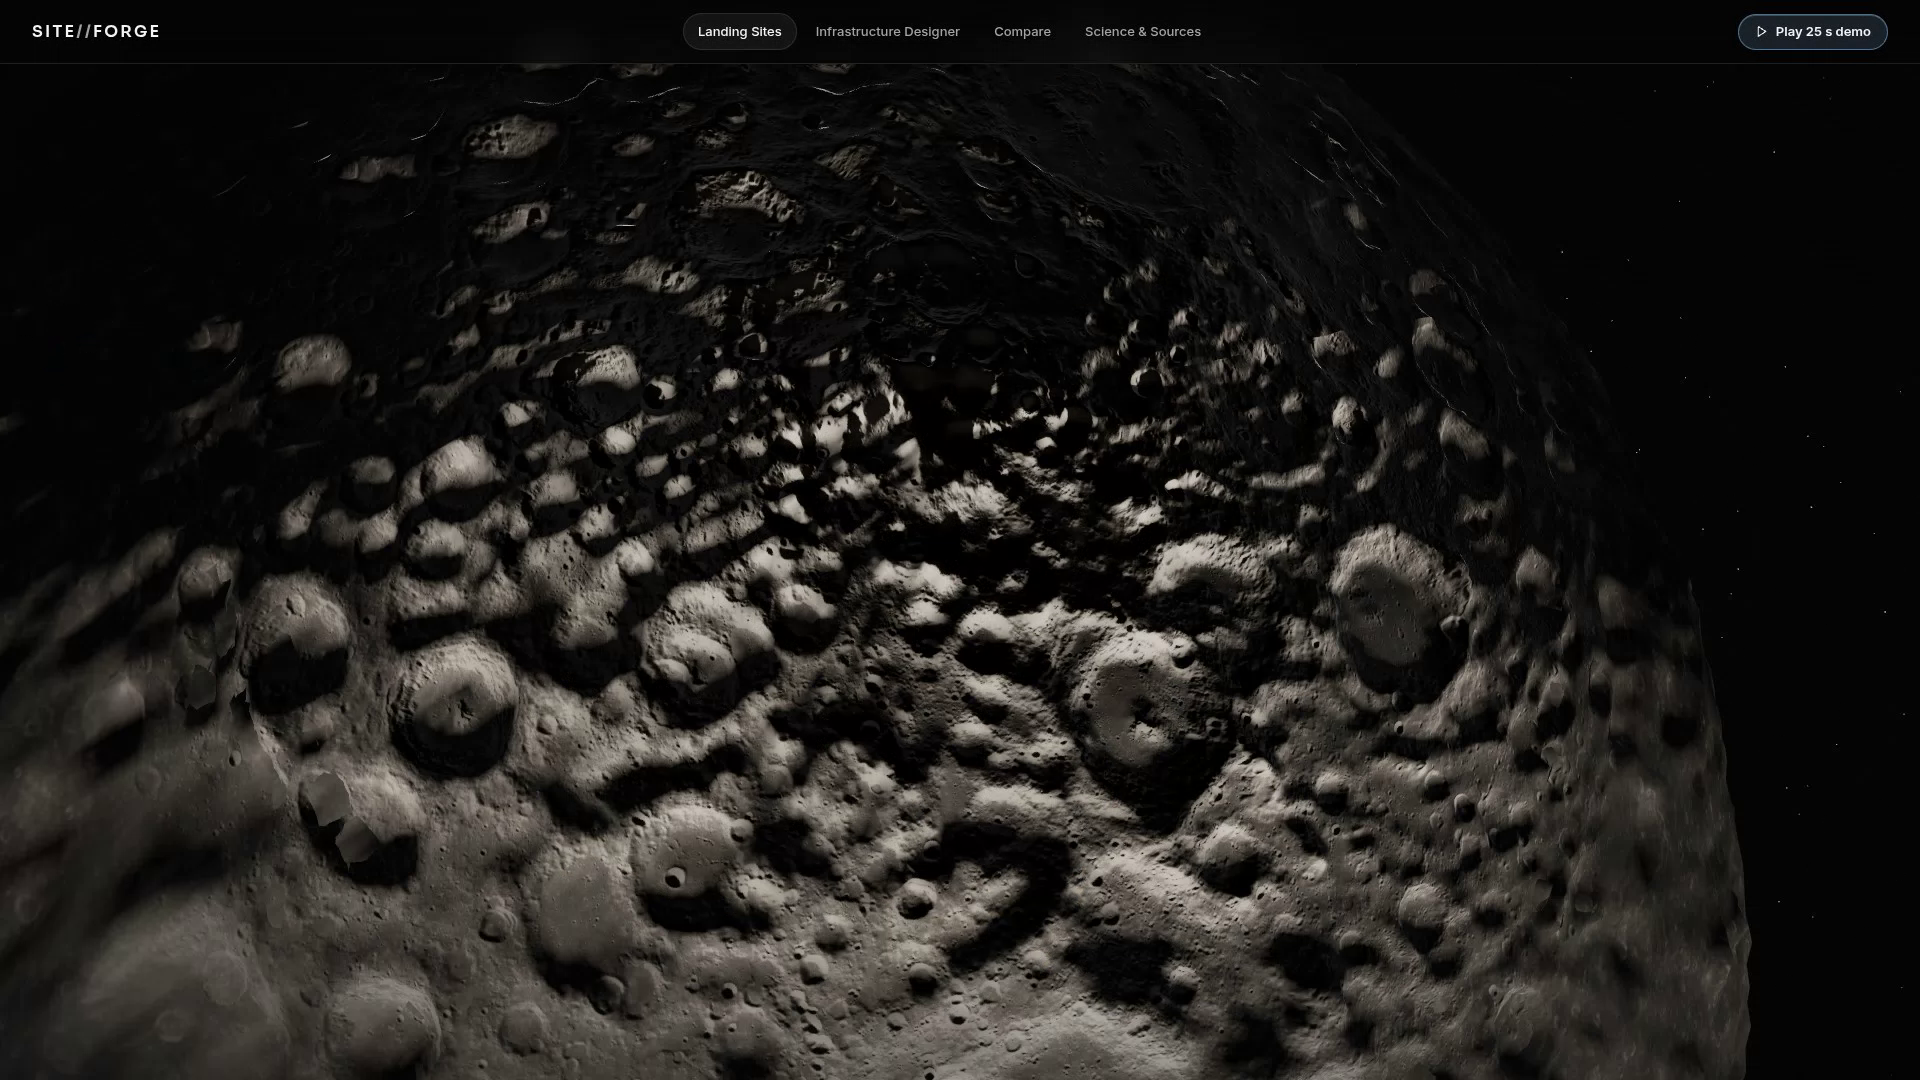 SITE//FORGE
Landing Sites
Infrastructure Designer
Compare
Science & Sources
Play 25 s demo